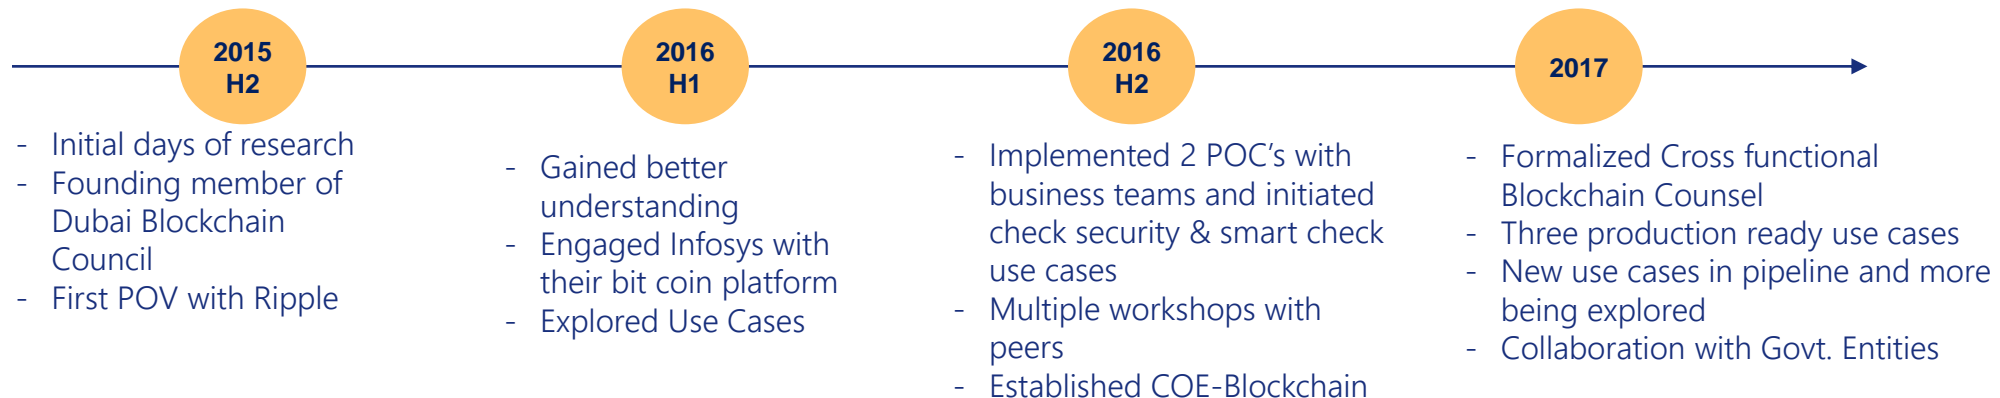 2015
H2
- Initial days of research
- Founding member of
Dubai Blockchain
Council
- First POV with Ripple
2016
H1
- Gained better
understanding
- Engaged Infosys with
their bit coin platform
- Explored Use Cases
2016
H2
- Implemented 2 POC’s with
business teams and initiated
check security & smart check
use cases
- Multiple workshops with
peers
- Established COE-Blockchain
2017
- Formalized Cross functional
Blockchain Counsel
- Three production ready use cases
- New use cases in pipeline and more
being explored
- Collaboration with Govt. Entities